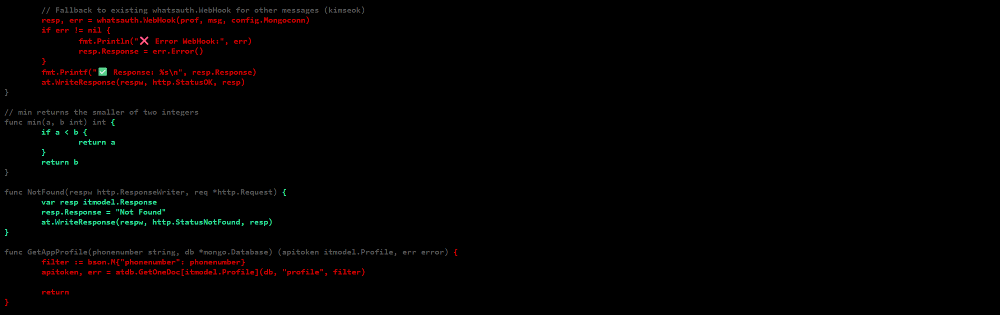 // Fallback to existing whatsauth.WebHook for other messages (kimseok)
resp, err = whatsauth.WebHook(prof, msg, config.Mongoconn)
if err != nil {
fmt.Println("❌ Error WebHook:", err)
resp.Response = err.Error()
}
fmt.Printf("✅ Response: %s\n", resp.Response)
at.WriteResponse(respw, http.StatusOK, resp)
}
// min returns the smaller of two integers
func min(a, b int) int {
if a < b {
return a
}
return b
}
func NotFound(respw http.ResponseWriter, req *http.Request) {
var resp itmodel.Response
resp.Response = "Not Found"
at.WriteResponse(respw, http.StatusNotFound, resp)
}
func GetAppProfile(phonenumber string, db *mongo.Database) (apitoken itmodel.Profile, err error) {
filter := bson.M{"phonenumber": phonenumber}
apitoken, err = atdb.GetOneDoc[itmodel.Profile](db, "profile", filter)
return
}